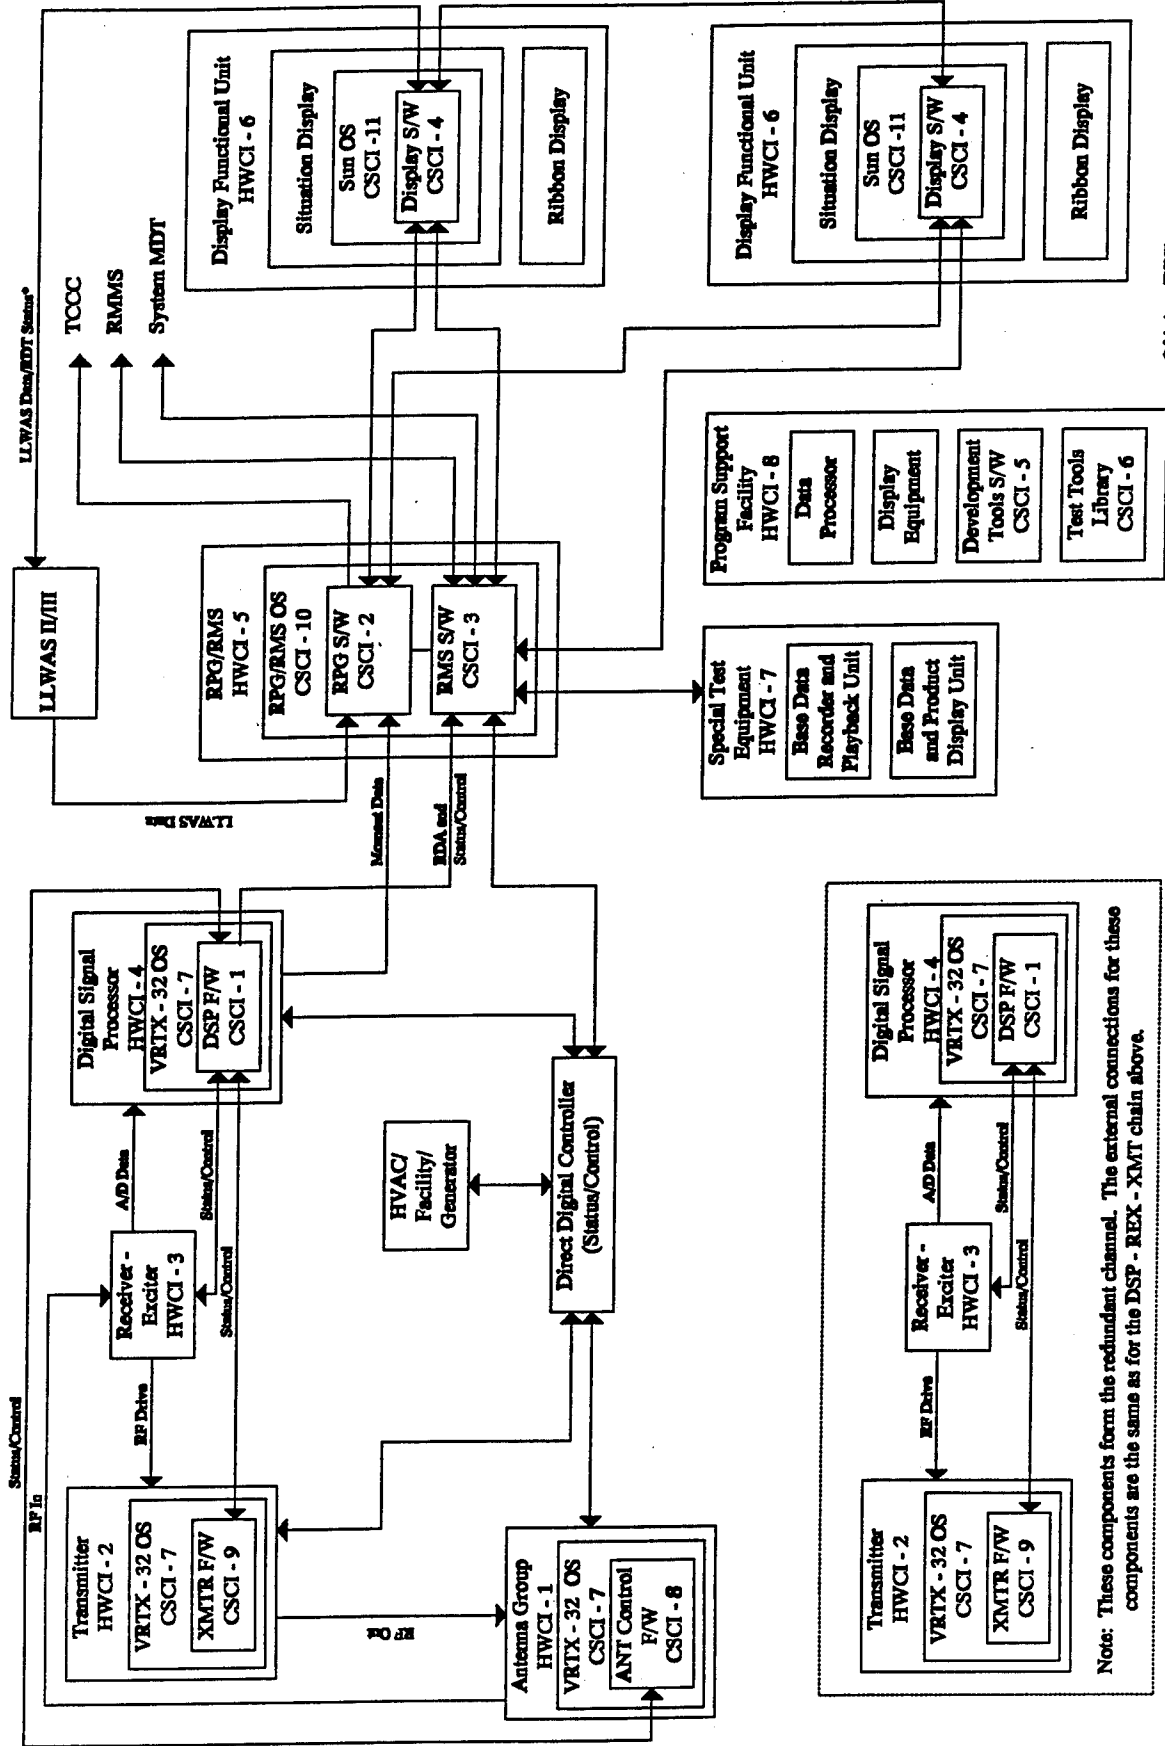 Status/Control
RF In
Transmitter
HWCI - 2
VRTX - 32 OS
CSCI - 7
XMTR F/W
CSCI - 9
RF Drive
Receiver -
Exciter
HWCI - 3
A/D Data
Status/Control
Status/Control
Digital Signal
Processor
HWCI - 4
VRTX - 32 OS
CSCI - 7
DSP F/W
CSCI - 1
RF Out
Antenna Group
HWCI - 1
VRTX - 32 OS
CSCI - 7
ANT Control
F/W
CSCI - 8
HVAC/
Facility/
Generator
Direct Digital Controller
(Status/Control)
LLWAS II/III
LLWAS Data
LLWAS Data/RDT Status*
Moment Data
RDA and
Status/Control
RPG/RMS
HWCI - 5
RPG/RMS OS
CSCI - 10
RPG S/W
CSCI - 2
RMS S/W
CSCI - 3
TCCC
RMMS
System MDT
Display Functional Unit
HWCI - 6
Situation Display
Sun OS
CSCI -11
Display S/W
CSCI - 4
Ribbon Display
Display Functional Unit
HWCI - 6
Situation Display
Sun OS
CSCI -11
Display S/W
CSCI - 4
Ribbon Display
Special Test
Equipment
HWCI - 7
Base Data
Recorder and
Playback Unit
Base Data
and Product
Display Unit
Program Support
Facility
HWCI - 8
Data
Processor
Display
Equipment
Development
Tools S/W
CSCI - 5
Test Tools
Library
CSCI - 6
Transmitter
HWCI - 2
VRTX - 32 OS
CSCI - 7
XMTR F/W
CSCI - 9
RF Drive
Receiver -
Exciter
HWCI - 3
A/D Data
Status/Control
Status/Control
Digital Signal
Processor
HWCI - 4
VRTX - 32 OS
CSCI - 7
DSP F/W
CSCI - 1
Note: These components form the redundant channel. The external connections for these
components are the same as for the DSP - REX - XMT chain above.